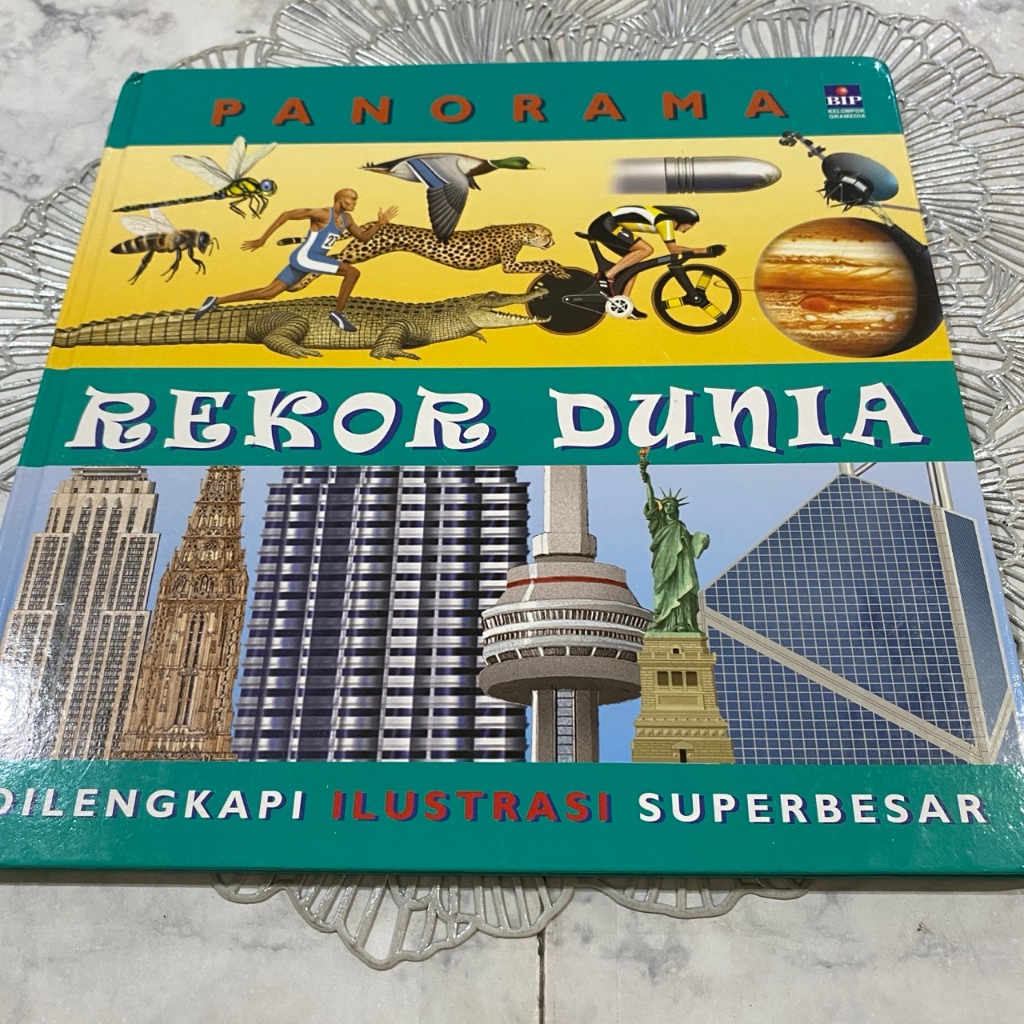 PANORAMA
BIP
KELOMPOK
GRAMEDIA
REKOR DUNIA
DILENGKAPI ILUSTRASI SUPERBESAR